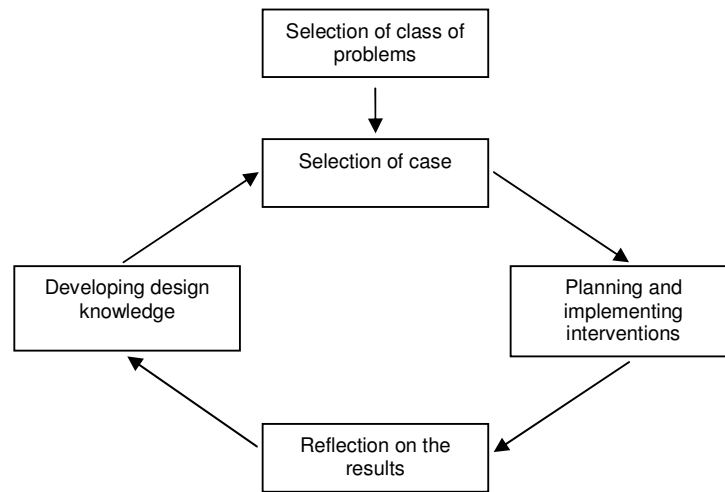 Selection of class of
problems
Selection of case
Developing design
knowledge
Planning and
implementing
interventions
Reflection on the
results